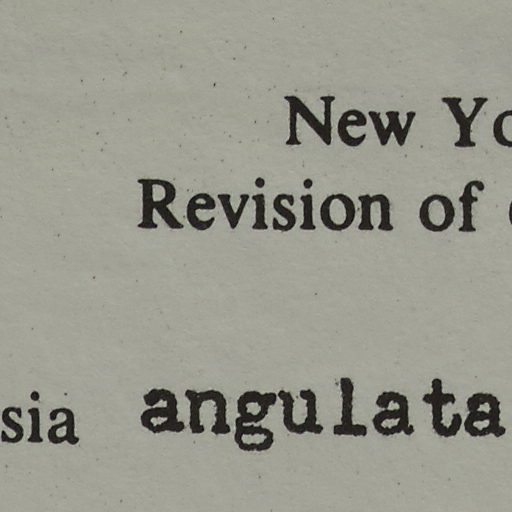 New Yo
Revision of
sia angulata